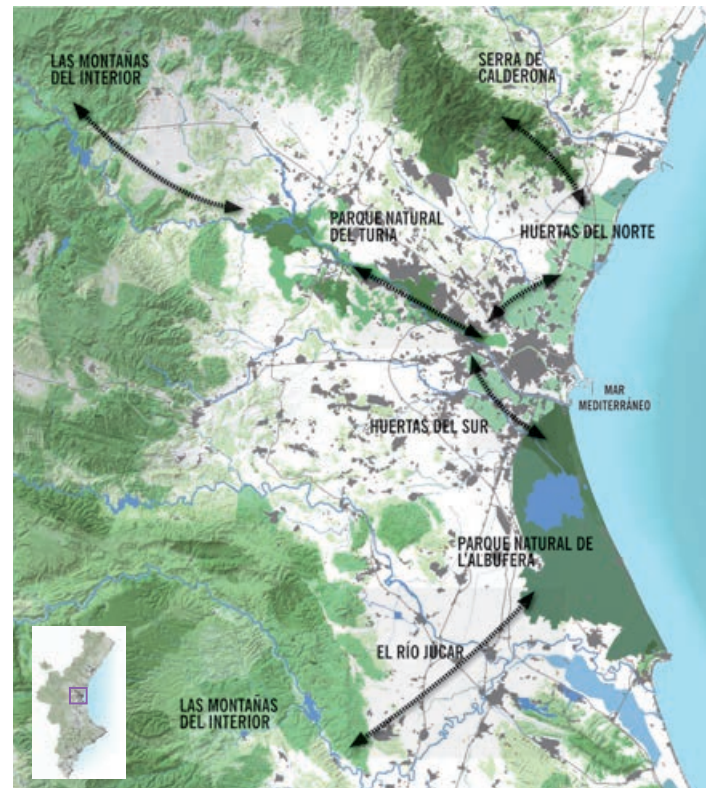 LAS MONTAÑAS
DEL INTERIOR
SERRA DE
CALDERONA
PARQUE NATURAL
DEL TURIA
HUERTAS DEL NORTE
MAR
MEDITERRÁNEO
HUERTAS DEL SUR
PARQUE NATURAL DE
L'ALBUFERA
EL RÍO JÚCAR
LAS MONTAÑAS
DEL INTERIOR